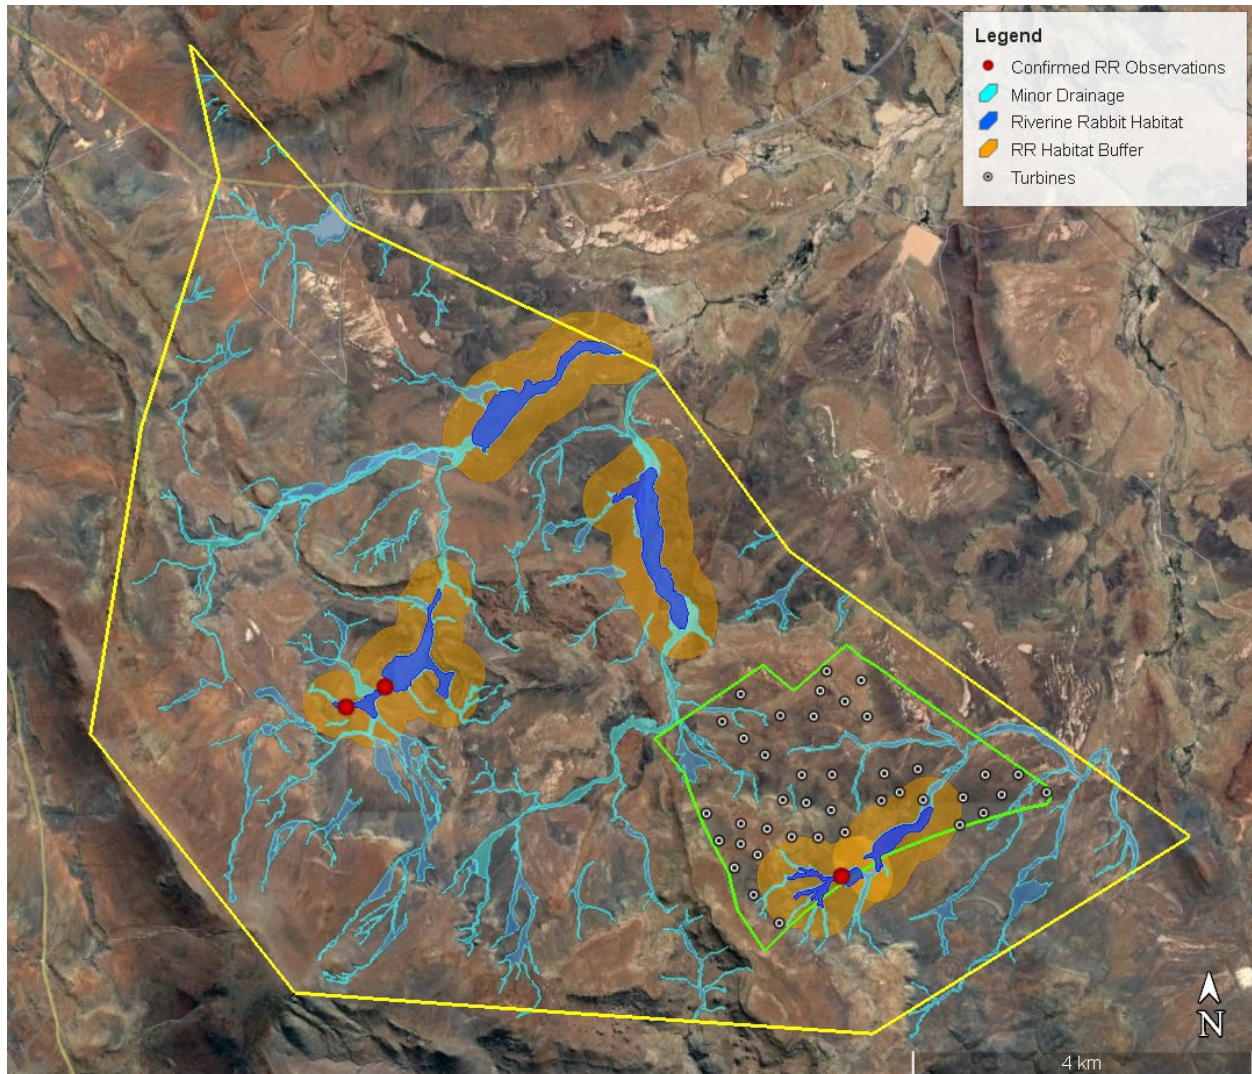 Legend
Confirmed RR Observations
Minor Drainage
Riverine Rabbit Habitat
RR Habitat Buffer
Turbines
N
4 km